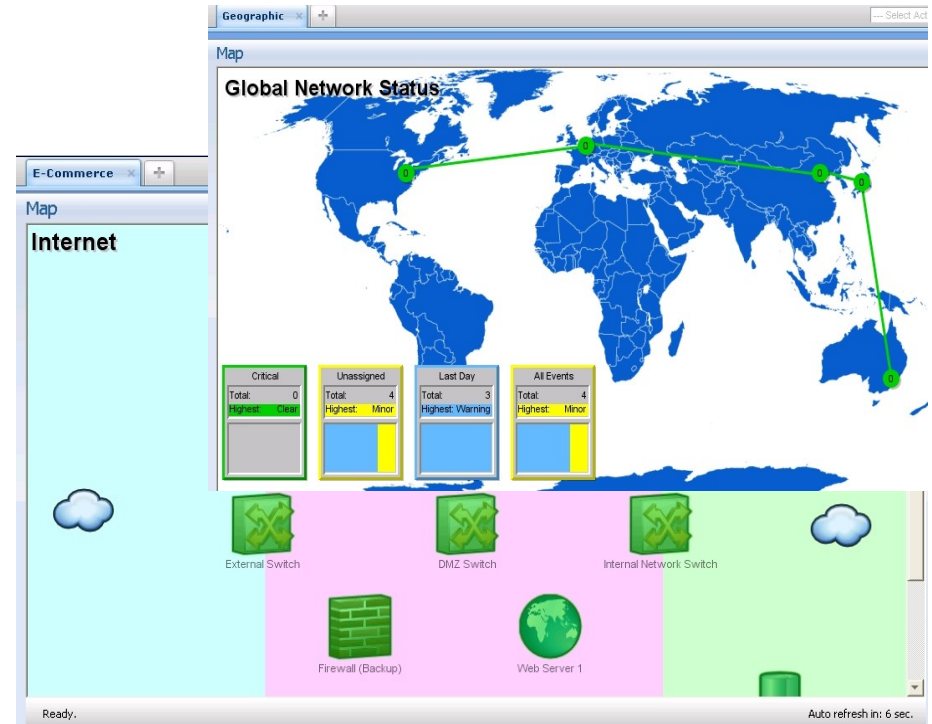 Geographic × +
--- Select Act
Map
Global Network Status
0
0
0
0
0
Critical
Total: 0
Highest: Clear
Unassigned
Total: 4
Highest: Minor
Last Day
Total: 3
Highest: Warning
All Events
Total: 4
Highest: Minor
E-Commerce × +
Map
Internet
External Switch
DMZ Switch
Internal Network Switch
Firewall (Backup)
Web Server 1
Ready.
Auto refresh in: 6 sec.